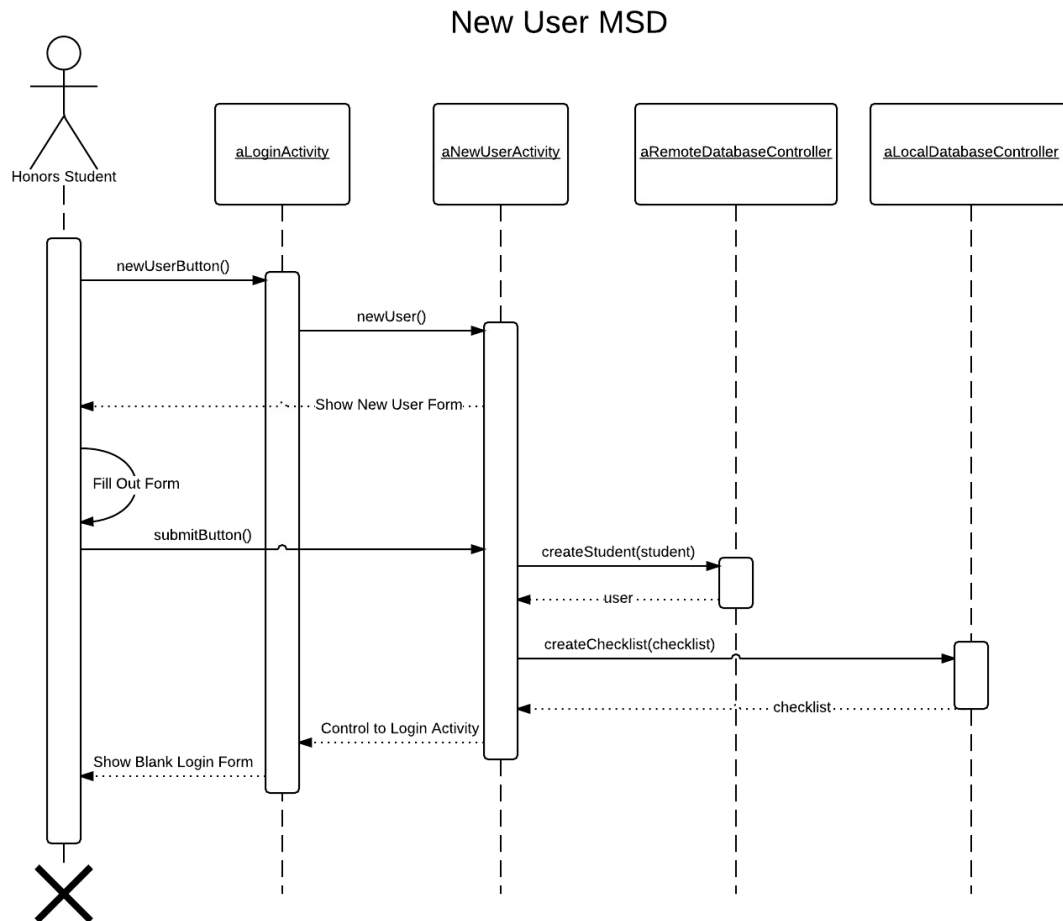 New User MSD
Honors Student
aLoginActivity
aNewUserActivity
aRemoteDatabaseController
aLocalDatabaseController
newUserButton()
newUser()
Show New User Form
Fill Out Form
submitButton()
createStudent(student)
user
createChecklist(checklist)
checklist
Control to Login Activity
Show Blank Login Form